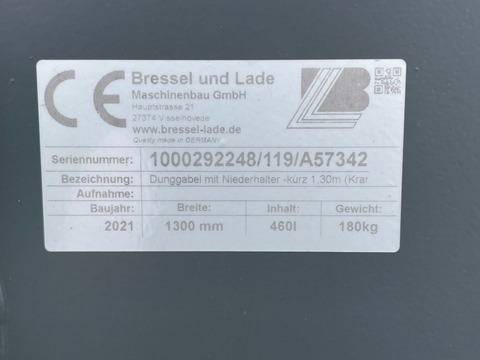 CE
Bressel und Lade
Maschinenbau GmbH
Hauptstrasse 21
27374 Visselhövede
www.bressel-lade.de
Quality made in GERMANY
LB
Seriennummer: 1000292248/119/A57342
Bezeichnung: Dunggabel mit Niederhalter -kurz 1,30m (Krar
Aufnahme:
Baujahr: Breite: Inhalt: Gewicht:
2021 1300 mm 460l 180kg